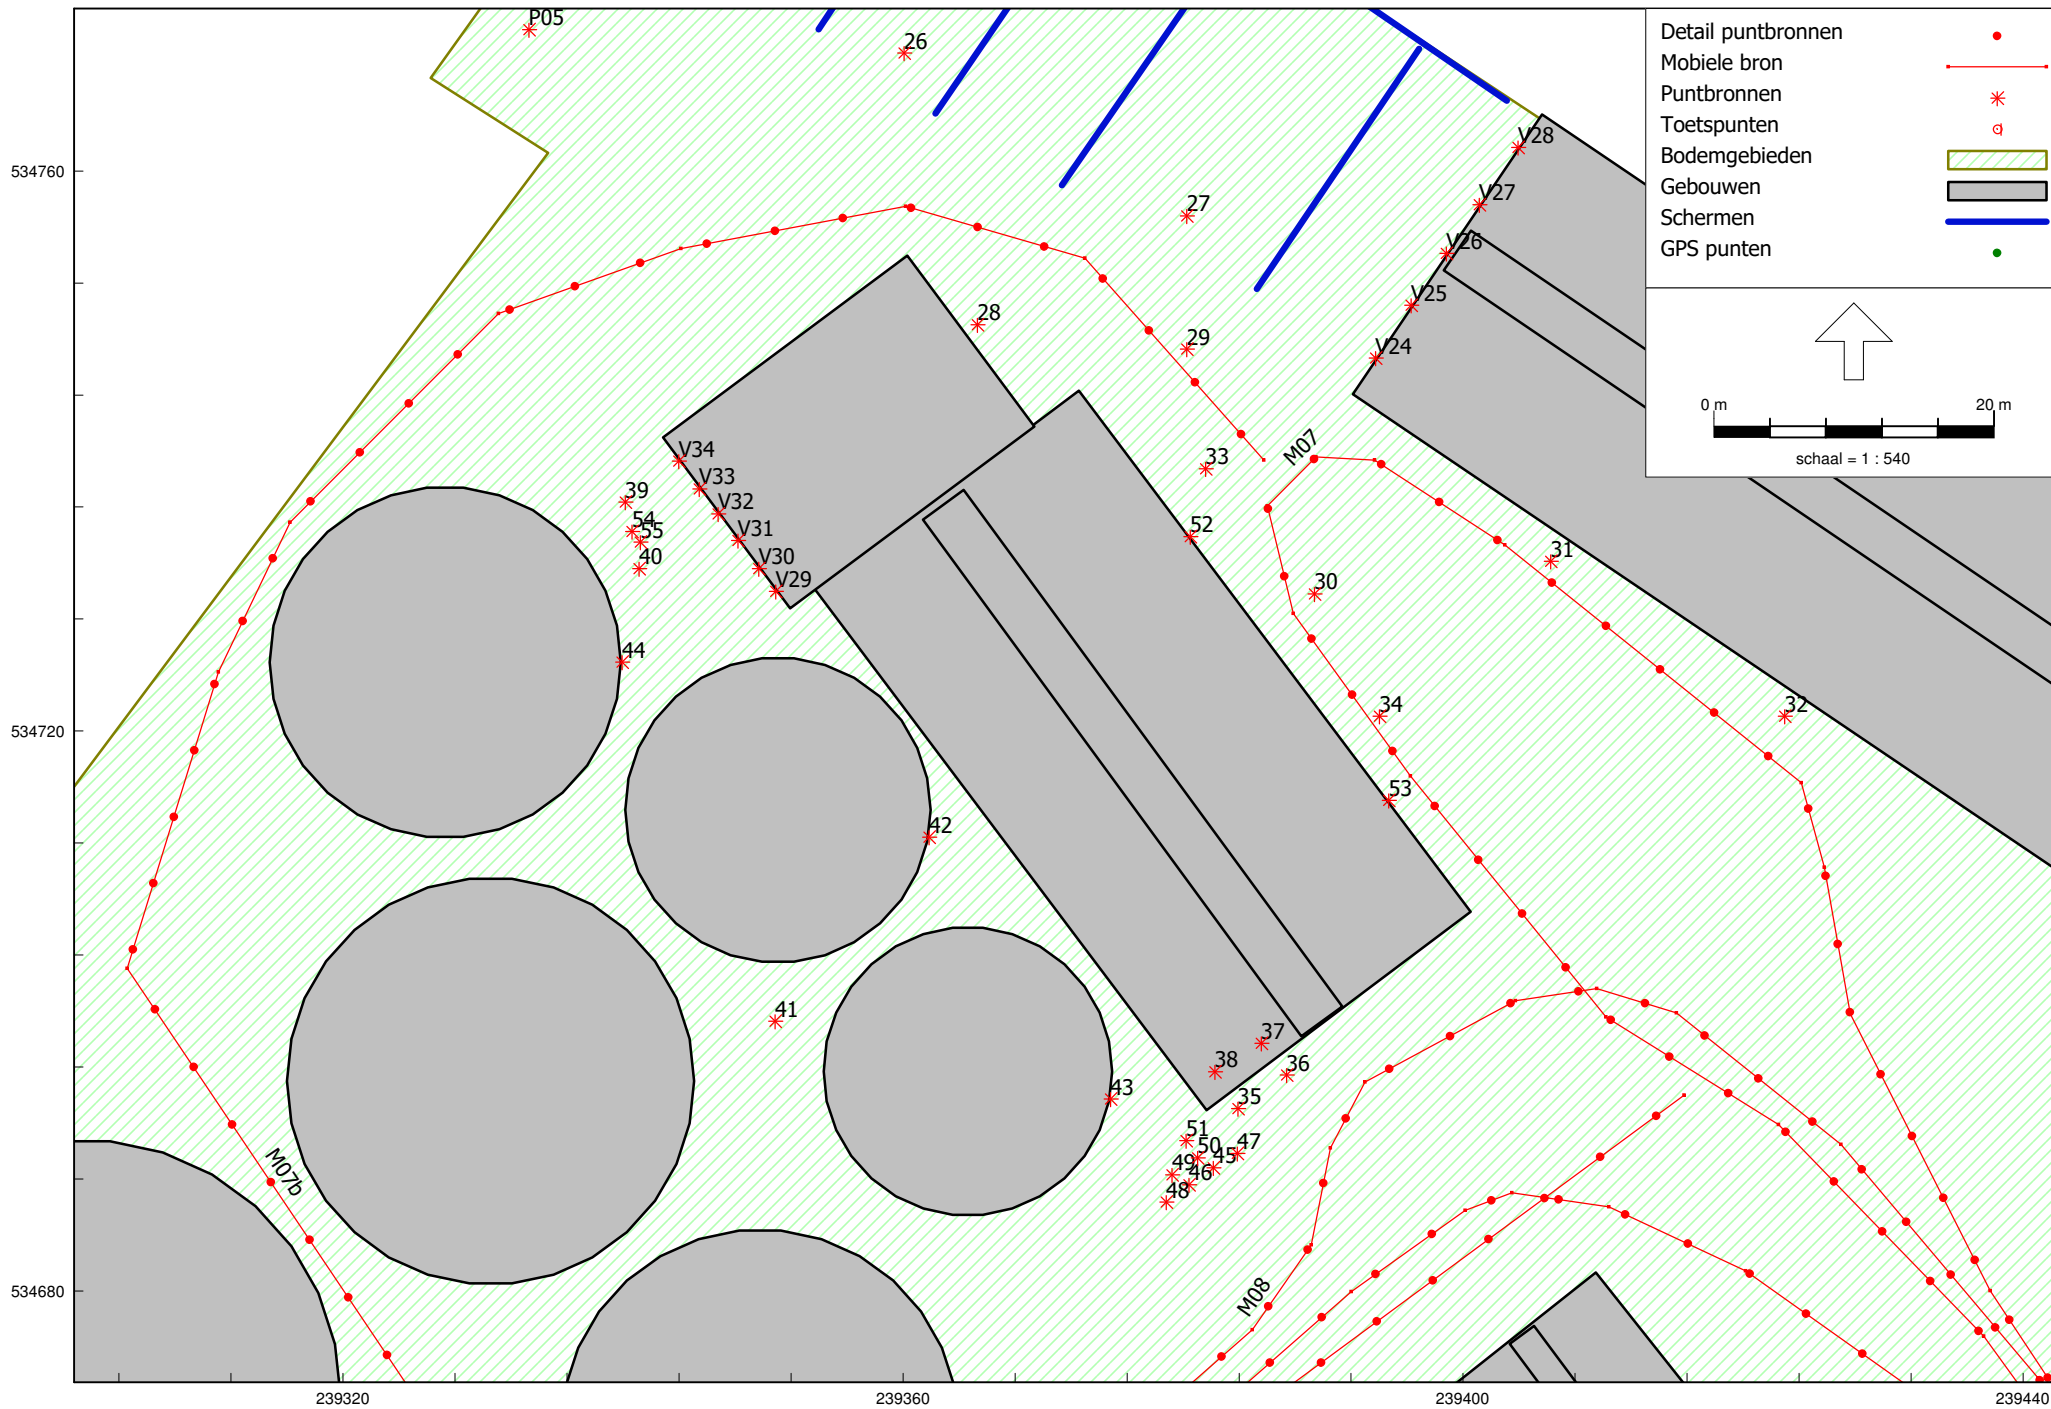 P05
26
Detail puntbronnen
Mobiele bron
Puntbronnen
Toetspunten
Bodemgebieden
Gebouwen
Schermen
GPS punten
V28
534760
27
V27
V26
V25
28
29
V24
0 m
20 m
schaal = 1 : 540
V34
M07
33
V33
39
V32
54
V31
55
52
40
V30
31
V29
30
44
34
32
534720
53
42
41
37
38
36
43
35
51
47
50
45
49
46
48
M07b
534680
M08
239320
239360
239400
239440